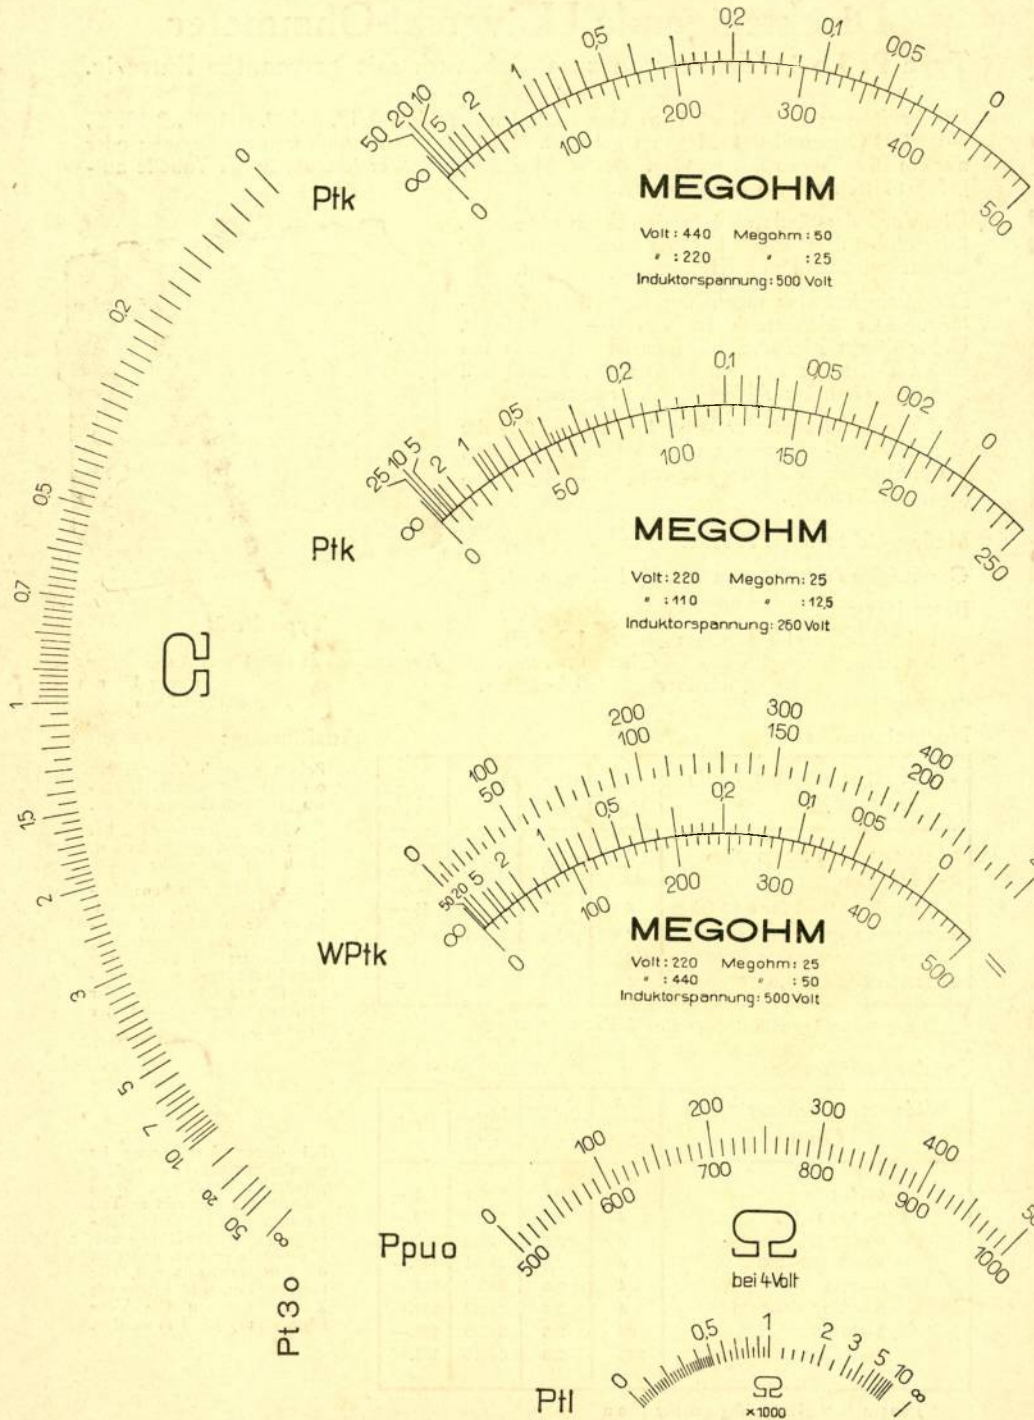 50 20 10 5 2 1 0,5 0,2 0,1 0,05 0
∞
0 100 200 300 400 500
Ptk
MEGOHM
Volt: 440 Megohm: 50
" : 220 " : 25
Induktorspannung: 500 Volt
25 10 5 2 1 0,5 0,2 0,1 0,05 0,02 0
∞
0 50 100 150 200 250
Ptk
MEGOHM
Volt: 220 Megohm: 25
" : 110 " : 12,5
Induktorspannung: 250 Volt
100 200 300 400
0 50 100 150 200
50 20 5 2 1 0,5 0,2 0,1 0,05 0
∞
0 100 200 300 400 500
WPtk
MEGOHM
Volt: 220 Megohm: 25
" : 440 " : 50
Induktorspannung: 500 Volt
0 100 200 300 400
500 600 700 800 900 1000
Ppuo
Ω
bei 4 Volt
0 0,5 1 2 3 5 10 ∞
Ptl
Ω
×1000
0 0,2 0,5 0,7 1 1,5 2 3 5 7 10 20 50 ∞
Ω
Pt3o